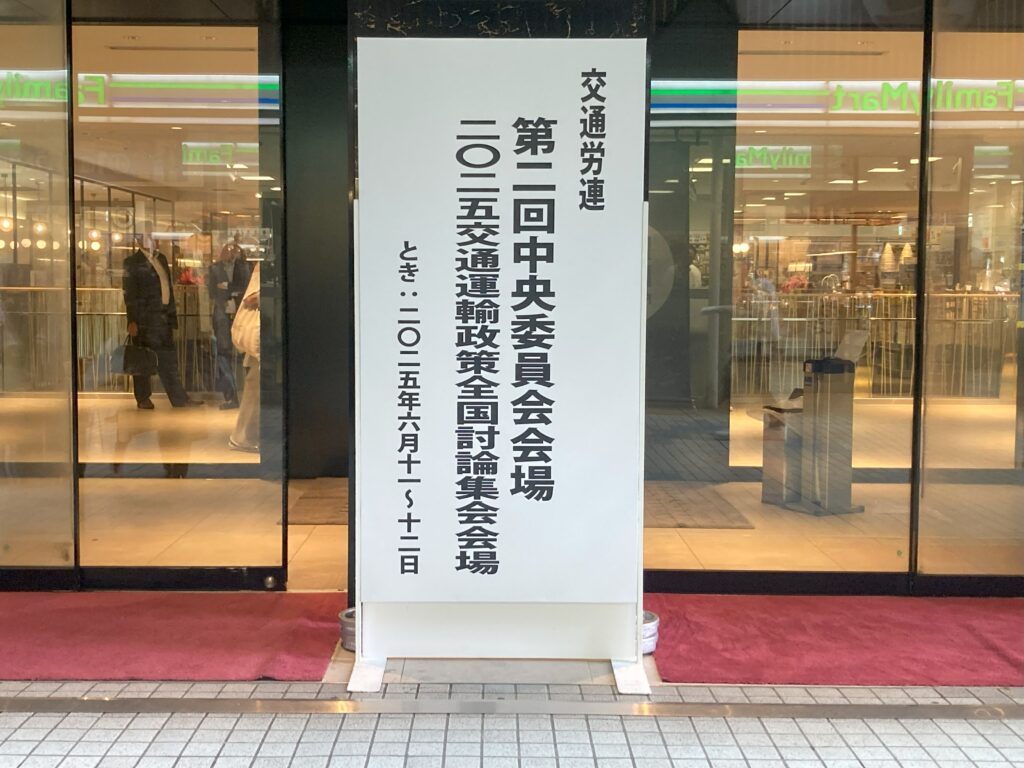 交通労連
第二回中央委員会会場
二〇二五交通運輸政策全国討論集会会場
とき：二〇二五年六月十一～十二日
FamilyMart
FamilyMart